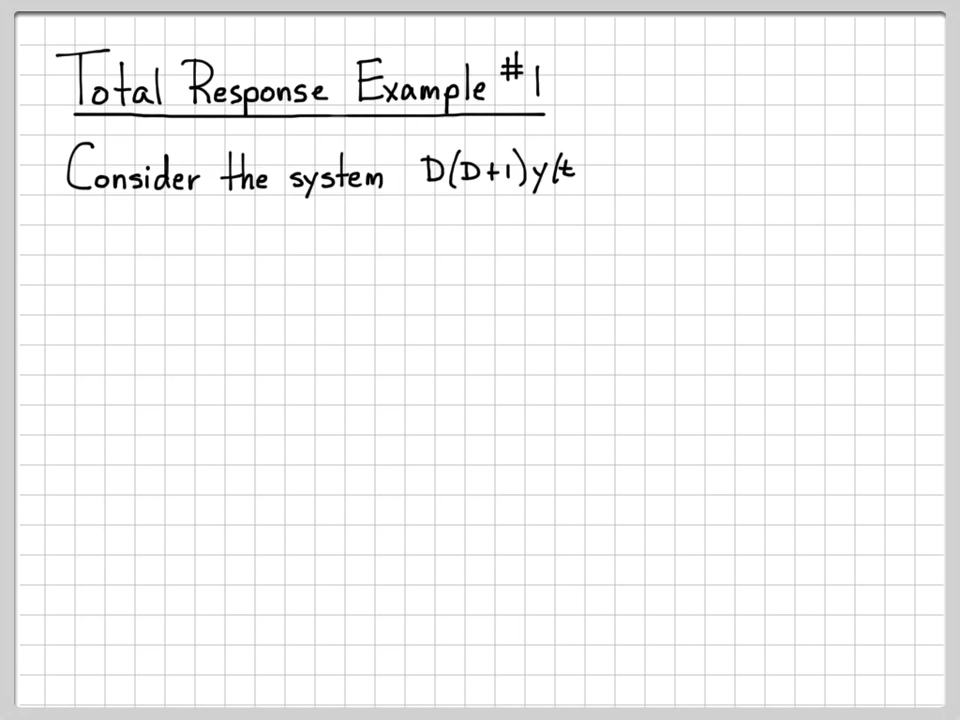 Total Response Example #1
Consider the system D(D+1)y(t